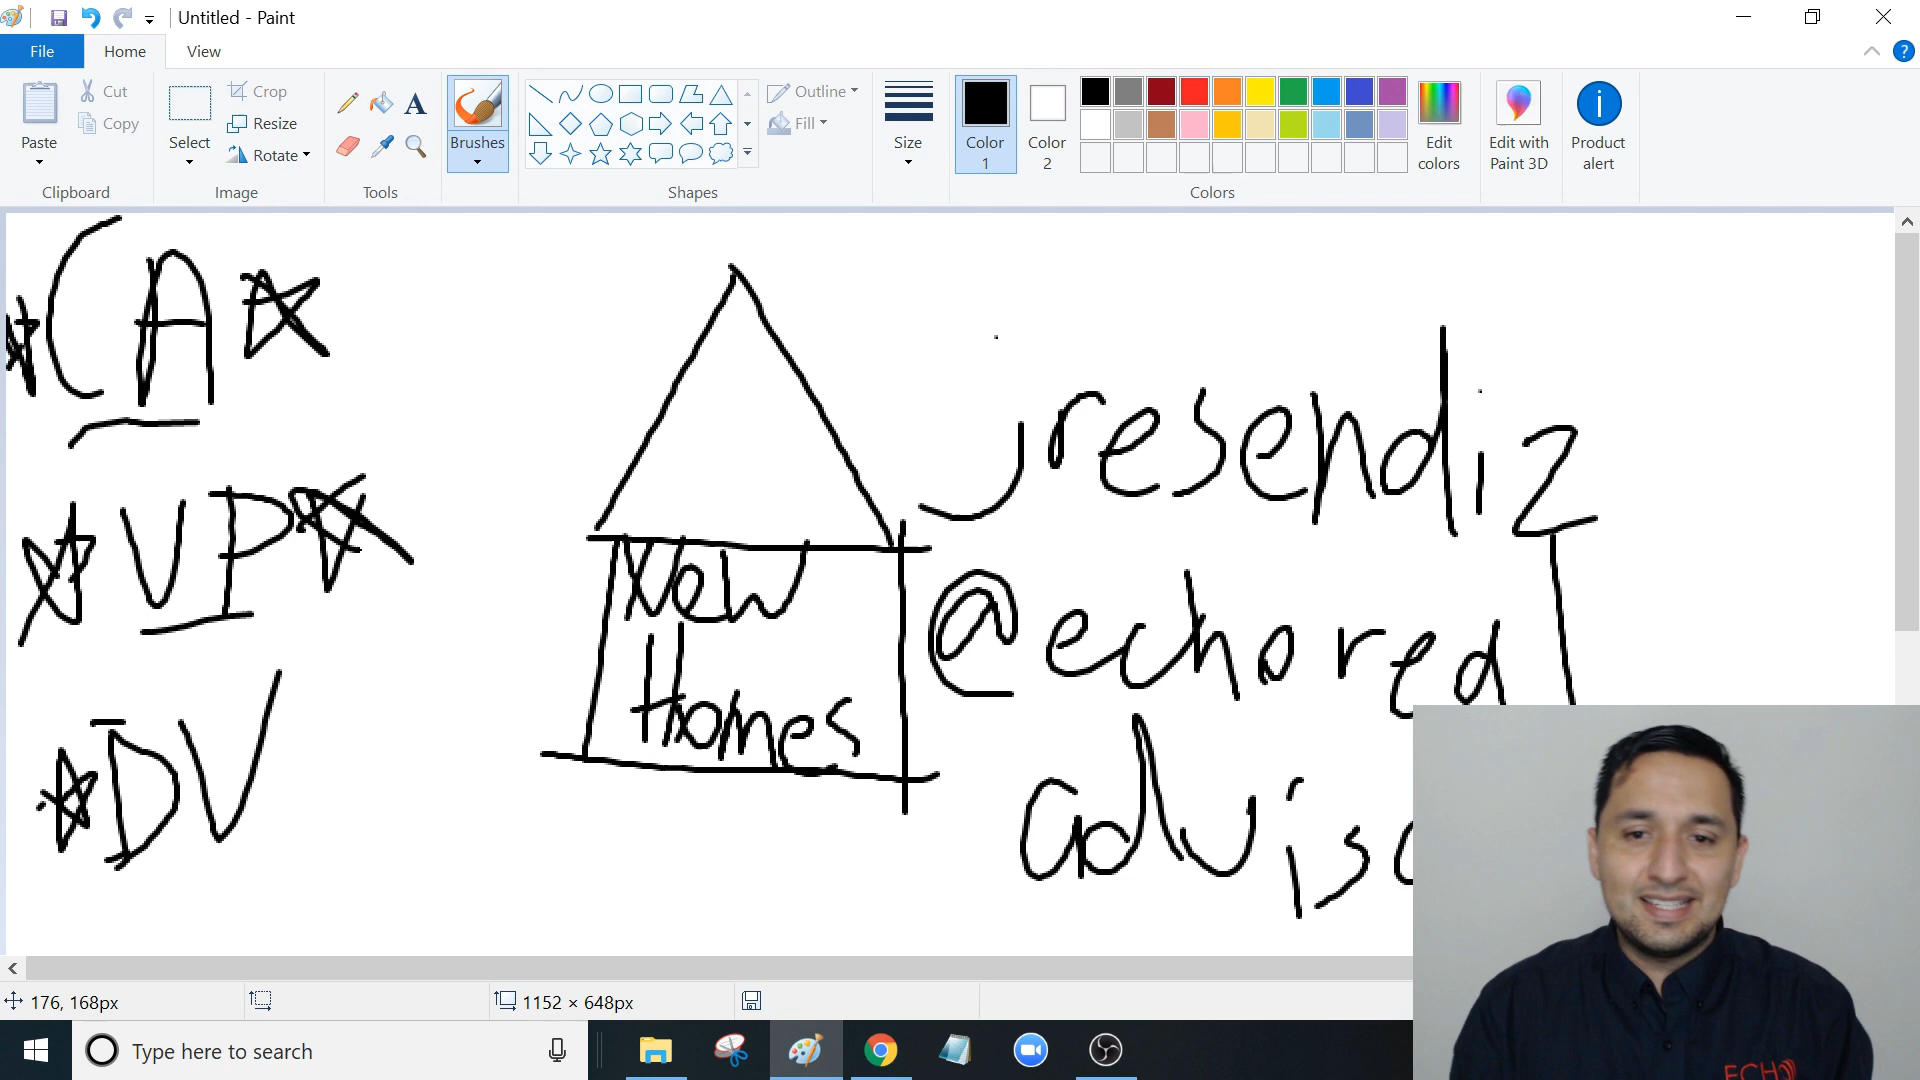 Untitled - Paint
File
Home
View
Paste
Cut
Copy
Clipboard
Select
Crop
Resize
Rotate
Image
A
Tools
Brushes
Shapes
Outline
Fill
Size
Color 1
Color 2
Colors
Edit colors
Edit with Paint 3D
Product alert
CA
VP
DV
New
Homes
jresendiz
@echored
adviso
176, 168px
1152 × 648px
Type here to search
ECHO